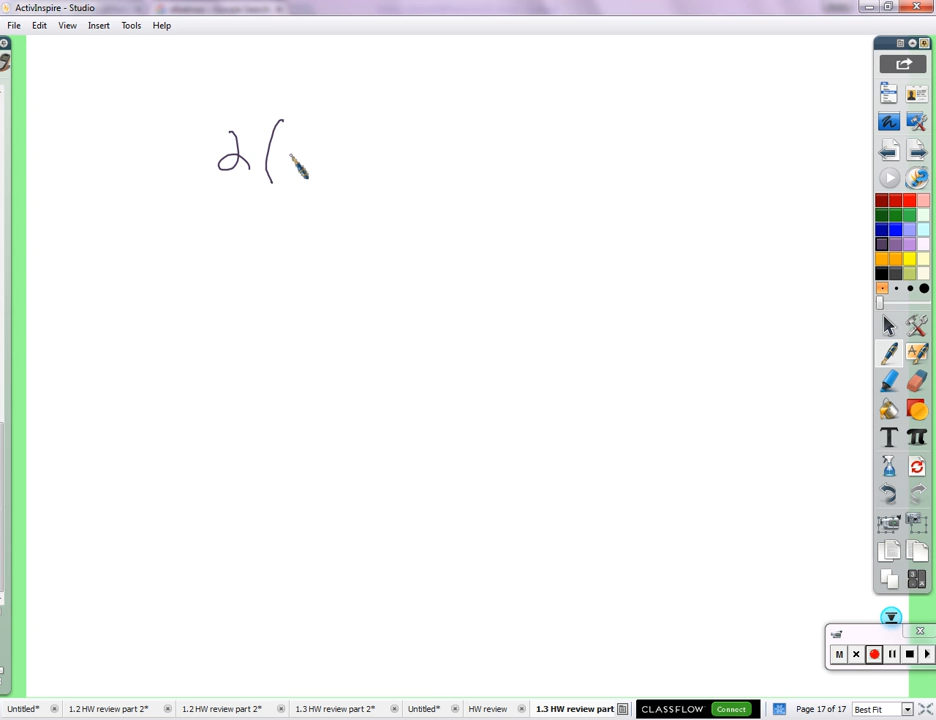 ActivInspire - Studio
File Edit View Insert Tools Help
2(
M
Untitled* 1.2 HW review part 2* 1.2 HW review part 2* 1.3 HW review part 2* Untitled* HW review 1.3 HW review part CLASSFLOW Connect Page 17 of 17 Best Fit